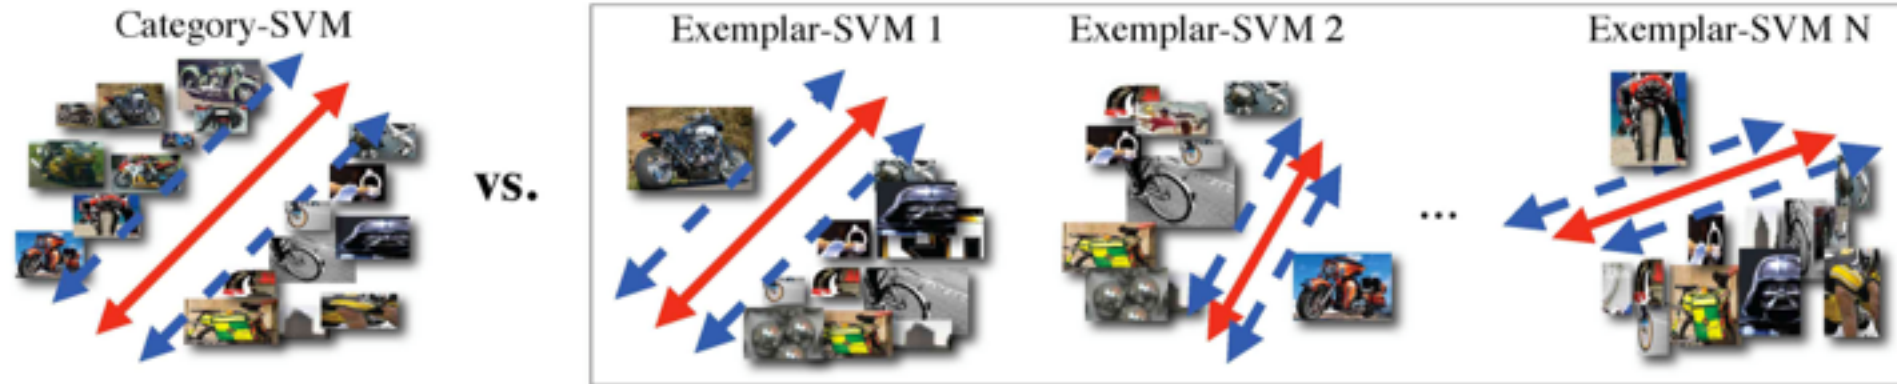 Category-SVM
vs.
Exemplar-SVM 1
Exemplar-SVM 2
...
Exemplar-SVM N